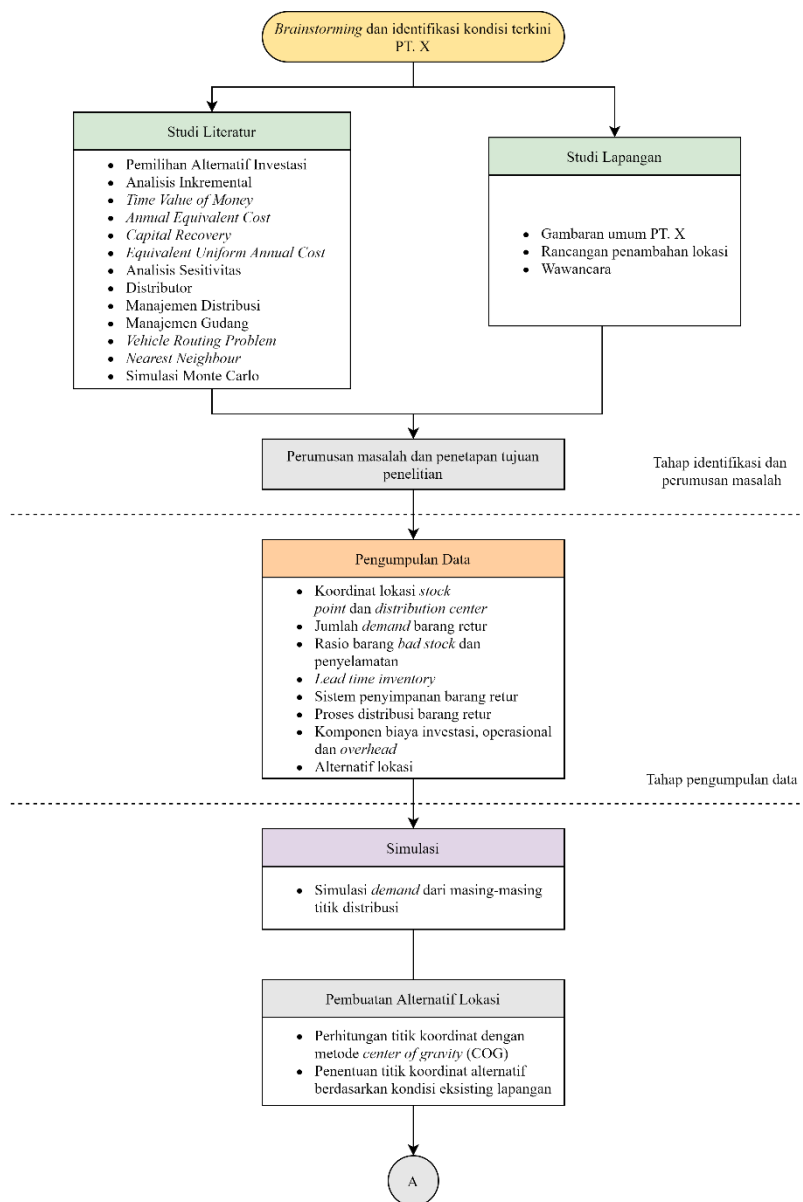 Brainstorming dan identifikasi kondisi terkini
PT. X
Studi Literatur
Pemilihan Alternatif Investasi
Analisis Inkremental
Time Value of Money
Annual Equivalent Cost
Capital Recovery
Equivalent Uniform Annual Cost
Analisis Sesitivitas
Distributor
Manajemen Distribusi
Manajemen Gudang
Vehicle Routing Problem
Nearest Neighbour
Simulasi Monte Carlo
Studi Lapangan
Gambaran umum PT. X
Rancangan penambahan lokasi
Wawancara
Perumusan masalah dan penetapan tujuan
penelitian
Tahap identifikasi dan
perumusan masalah
Pengumpulan Data
Koordinat lokasi stock
point dan distribution center
Jumlah demand barang retur
Rasio barang bad stock dan
penyelamatan
Lead time inventory
Sistem penyimpanan barang retur
Proses distribusi barang retur
Komponen biaya investasi, operasional
dan overhead
Alternatif lokasi
Tahap pengumpulan data
Simulasi
Simulasi demand dari masing-masing
titik distribusi
Pembuatan Alternatif Lokasi
Perhitungan titik koordinat dengan
metode center of gravity (COG)
Penentuan titik koordinat alternatif
berdasarkan kondisi eksisting lapangan
A